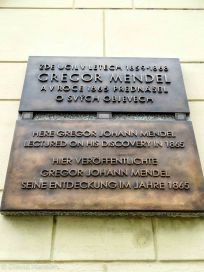 ZDE UČIL V LETECH 1859-1868
GREGOR MENDEL
A V ROCE 1865 PŘEDNÁŠEL
O SVÝCH OBJEVECH
HERE GREGOR JOHANN MENDEL
LECTURED ON HIS DISCOVERY IN 1865
HIER VERÖFFENTLICHTE
GREGOR JOHANN MENDEL
SEINE ENTDECKUNG IM JAHRE 1865